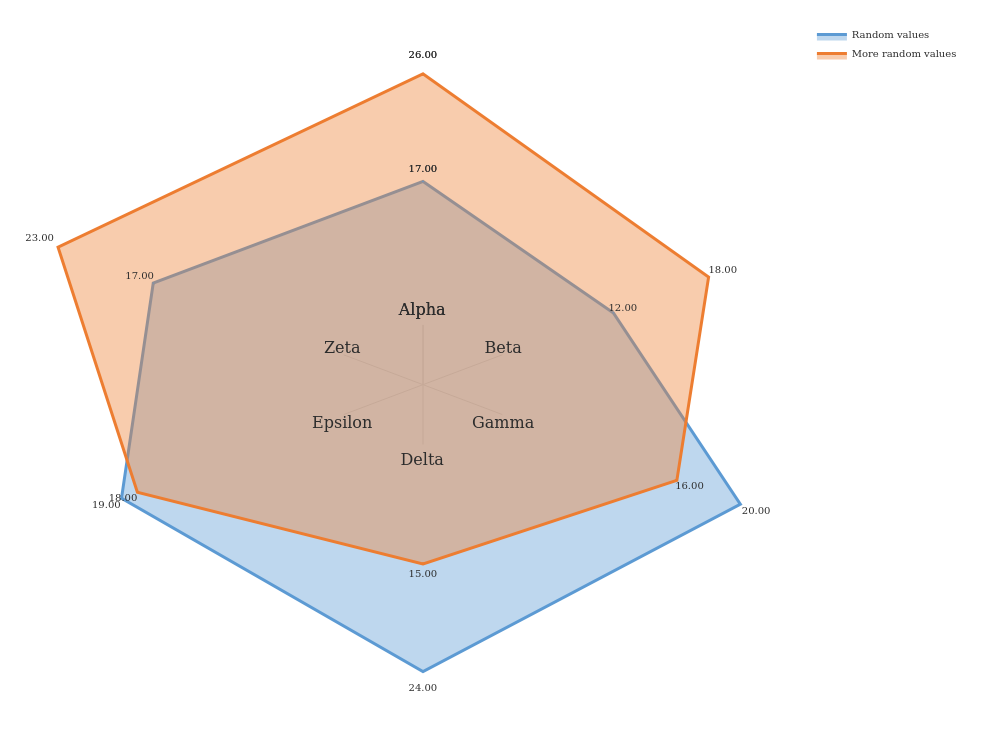 Random values
More random values
26.00
17.00
23.00
18.00
17.00
12.00
Alpha
Zeta
Beta
Epsilon
Gamma
Delta
16.00
18.00
19.00
20.00
15.00
24.00